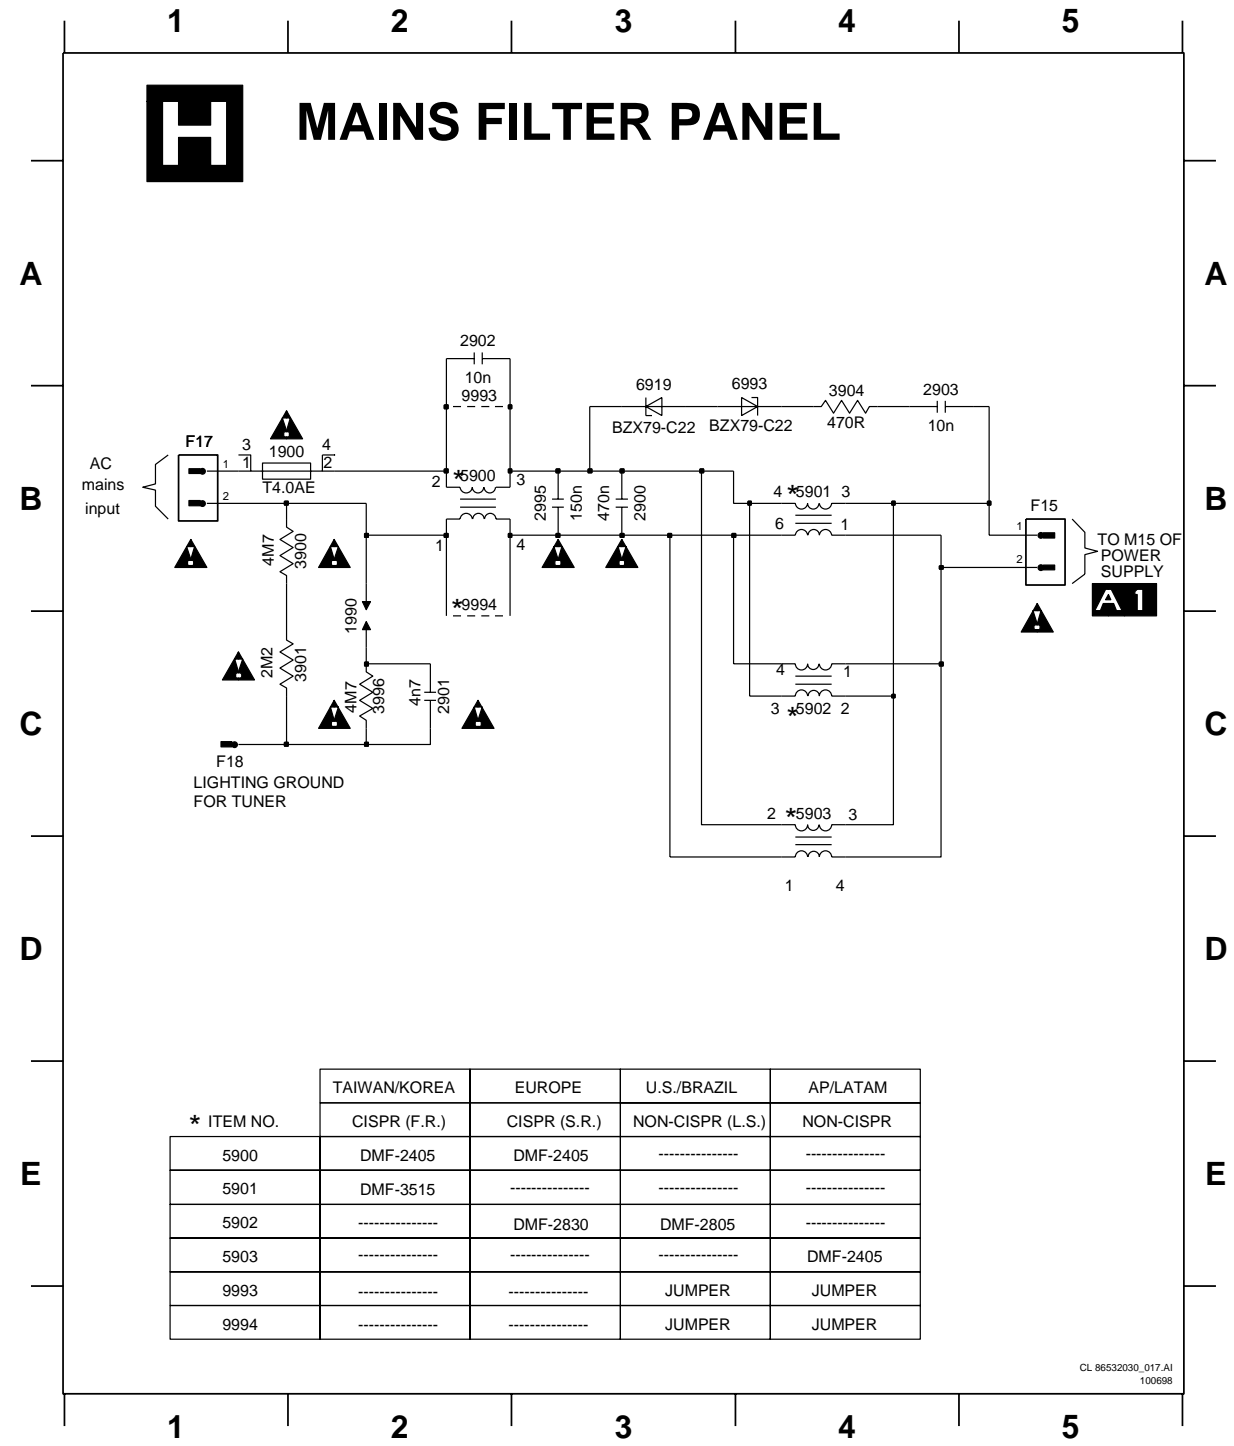 1 2 3 4 5
H MAINS FILTER PANEL
A A
2902
10n
9993
6919 6993 3904 2903
BZX79-C22 BZX79-C22 470R 10n
F17 3 1900 4
1 1 2
T4.0AE
AC
mains
input
2
2 *5900 3
1 4
2995 150n 470n 2900
4 *5901 3
6 1
B B
F15
1
2
TO M15 OF
POWER
SUPPLY
A 1
4M7 3900
1990
*9994
2M2 3901
4M7 3996
4n7 2901
4 1
3 *5902 2
C C
F18
LIGHTING GROUND
FOR TUNER
2 *5903 3
1 4
D D
TAIWAN/KOREA EUROPE U.S./BRAZIL AP/LATAM
* ITEM NO. CISPR (F.R.) CISPR (S.R.) NON-CISPR (L.S.) NON-CISPR
5900 DMF-2405 DMF-2405 --------------- ---------------
5901 DMF-3515 --------------- --------------- ---------------
5902 --------------- DMF-2830 DMF-2805 ---------------
5903 --------------- --------------- --------------- DMF-2405
9993 --------------- --------------- JUMPER JUMPER
9994 --------------- --------------- JUMPER JUMPER
E E
CL 86532030_017.AI
100698
1 2 3 4 5